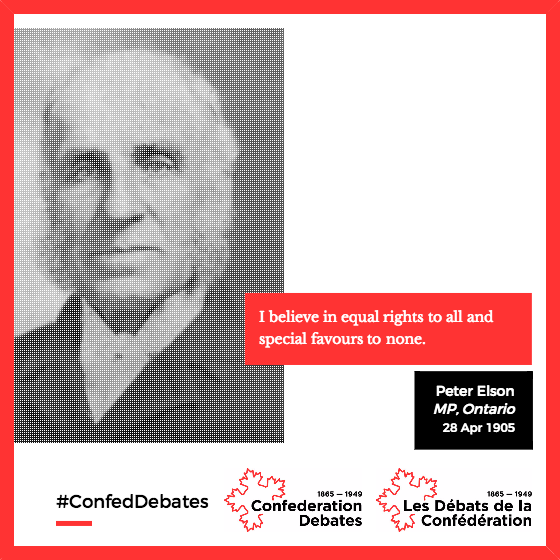 I believe in equal rights to all and
special favours to none.
Peter Elson
MP, Ontario
28 Apr 1905
#ConfedDebates
1865 – 1949
Confederation
Debates
1865 – 1949
Les Débats de la
Confédération